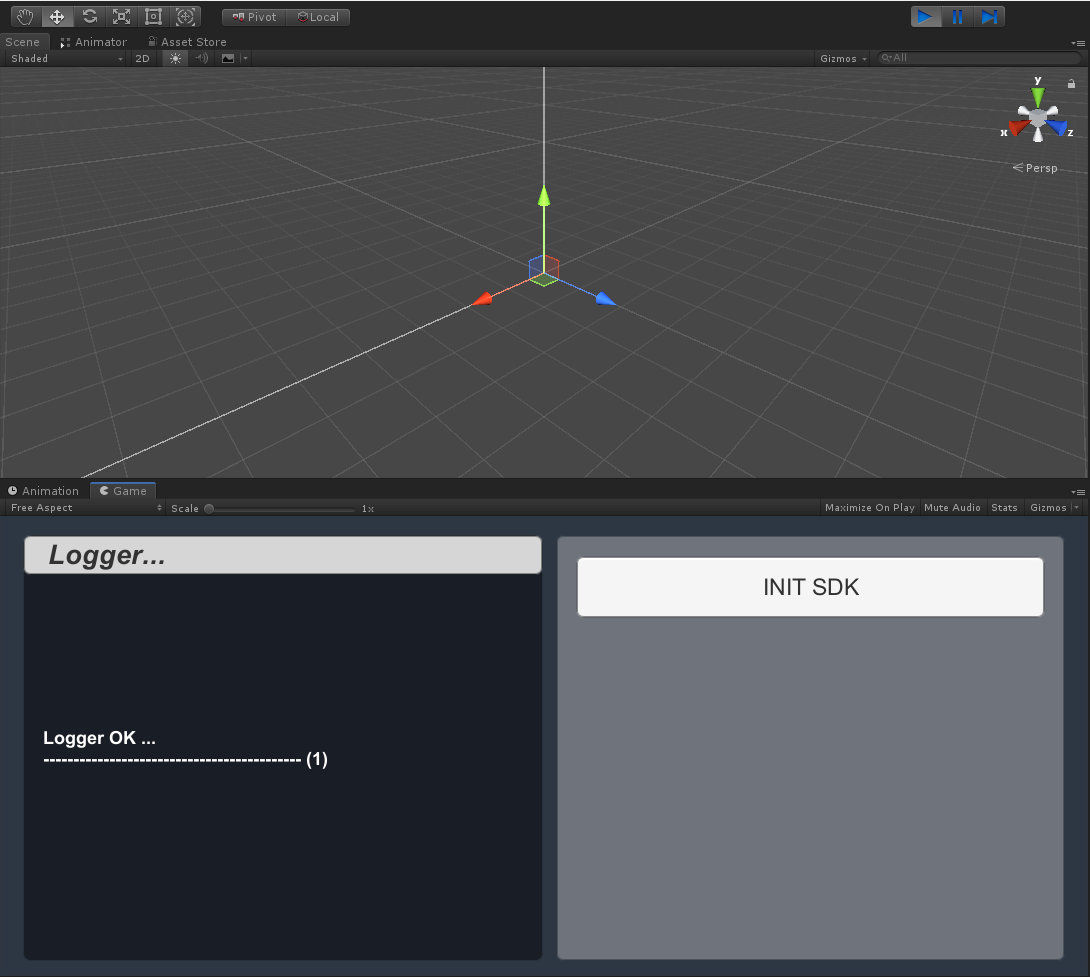 Pivot Local
Scene Animator Asset Store
Shaded 2D Gizmos All
y
x z
Persp
Animation Game
Free Aspect Scale 1x Maximize On Play Mute Audio Stats Gizmos
Logger...
INIT SDK
Logger OK ...
------------------------------------------- (1)